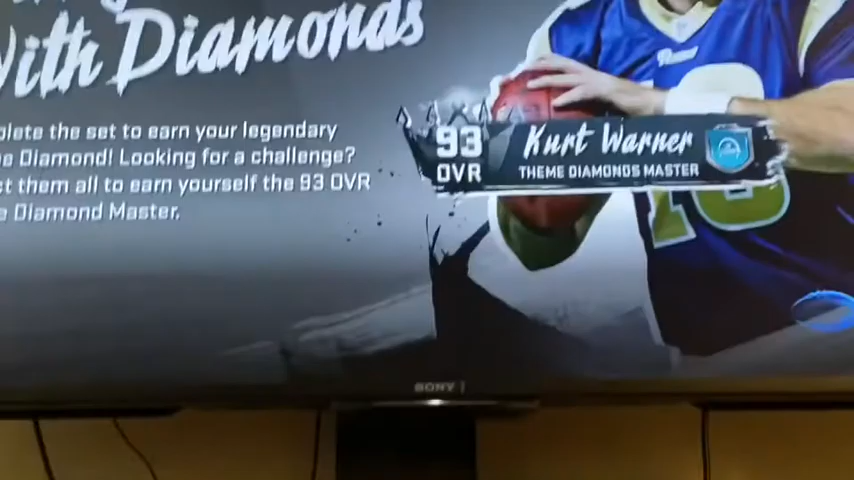 With Diamonds
the set to earn your legendary
Diamond! Looking for a challenge?
them all to earn yourself the 93 OVR
Diamond Master.
93
OVR
Kurt Warner
THEME DIAMONDS MASTER
SONY